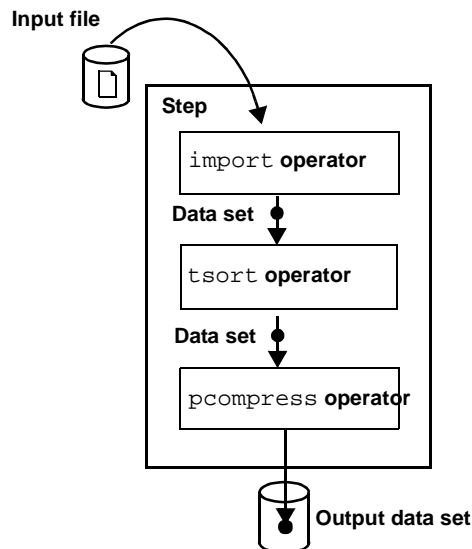 Input file
Step
import operator
Data set
tsort operator
Data set
pcompress operator
Output data set